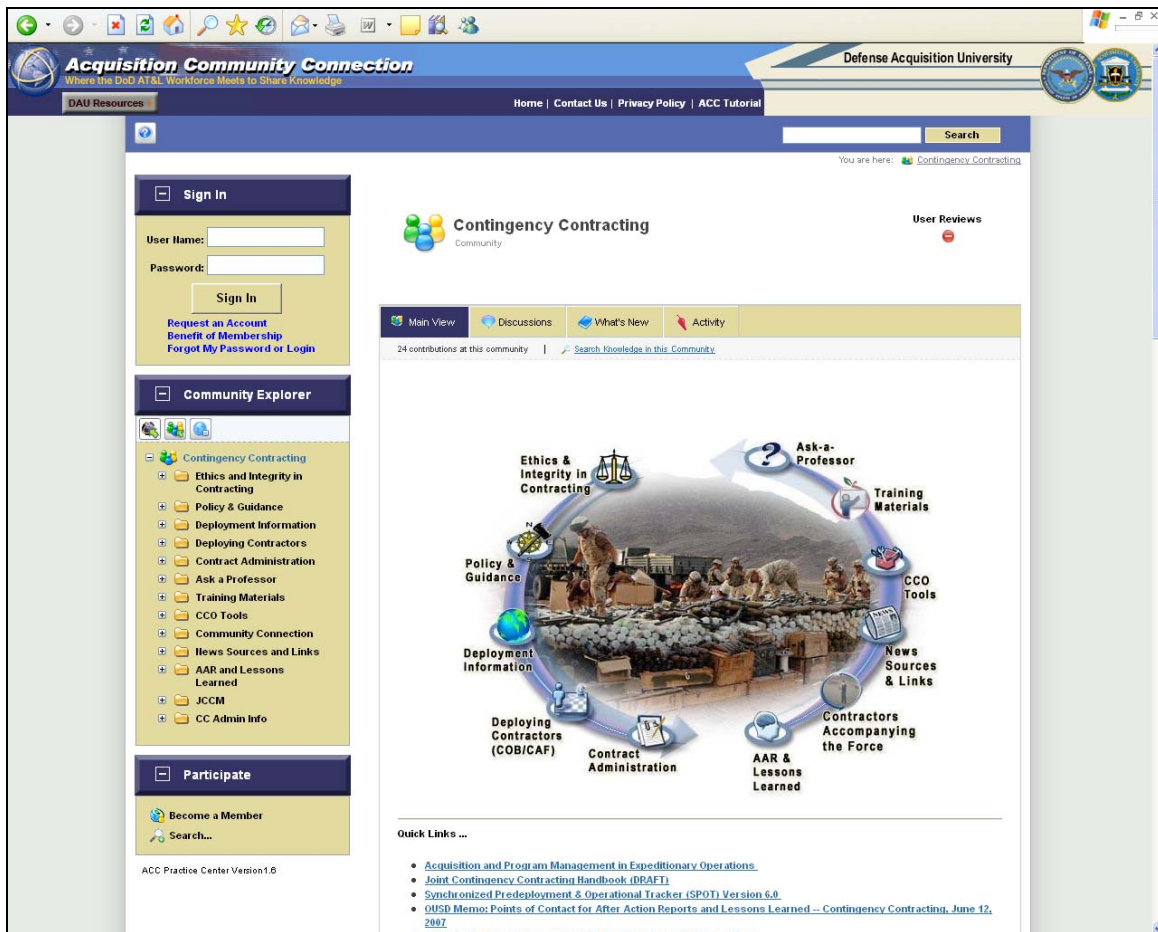 Acquisition Community Connection
Where the DoD AT&L Workforce Meets to Share Knowledge
Defense Acquisition University
DAU Resources
Home | Contact Us | Privacy Policy | ACC Tutorial
Search
You are here: Contingency Contracting
Sign In
User Name:
Password:
Sign In
Request an Account
Benefit of Membership
Forgot My Password or Login
Community Explorer
Contingency Contracting
Ethics and Integrity in
Contracting
Policy & Guidance
Deployment Information
Deploying Contractors
Contract Administration
Ask a Professor
Training Materials
CCO Tools
Community Connection
News Sources and Links
AAR and Lessons
Learned
JCCM
CC Admin Info
Participate
Become a Member
Search...
ACC Practice Center Version1.6
Contingency Contracting
Community
User Reviews
Main View
Discussions
What's New
Activity
24 contributions at this community | Search Knowledge in this Community
Ethics &
Integrity in
Contracting
Ask-a-
Professor
Training
Materials
Policy &
Guidance
CCO
Tools
Deployment
Information
NEWS
News
Sources
& Links
Deploying
Contractors
(COB/CAF)
Contract
Administration
AAR &
Lessons
Learned
Contractors
Accompanying
the Force
Quick Links ...
Acquisition and Program Management in Expeditionary Operations
Joint Contingency Contracting Handbook (DRAFT)
Synchronized Predeployment & Operational Tracker (SPOT) Version 6.0
OUSD Memo: Points of Contact for After Action Reports and Lessons Learned -- Contingency Contracting, June 12,
2007